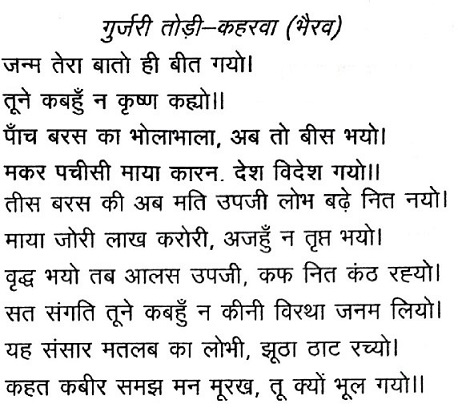 गुर्जरी तोड़ी–कहरवा (भैरव)
जन्म तेरा बातो ही बीत गयो।
तूने कबहुँ न कृष्ण कह्यो।।
पाँच बरस का भोलाभाला, अब तो बीस भयो।
मकर पचीसी माया कारन. देश विदेश गयो।।
तीस बरस की अब मति उपजी लोभ बढ़े नित नयो।
माया जोरी लाख करोरी, अजहुँ न तृप्त भयो।
वृद्ध भयो तब आलस उपजी, कफ नित कंठ रह्यो।
सत संगति तूने कबहुँ न कीनी विरथा जनम लियो।
यह संसार मतलब का लोभी, झूठा ठाट रच्यो।
कहत कबीर समझ मन मूरख, तू क्यों भूल गयो।।